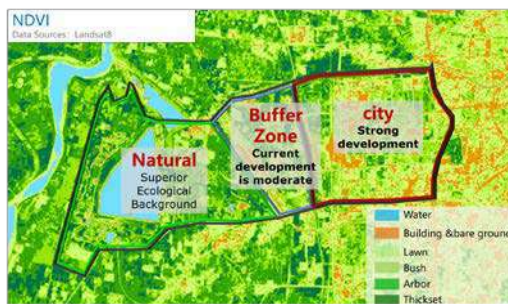 NDVI
Data Sources: Landsat8
Natural
Superior
Ecological
Background
Buffer
Zone
Current
development
is moderate
city
Strong
development
Water
Building &bare ground
Lawn
Bush
Arbor
Thickset